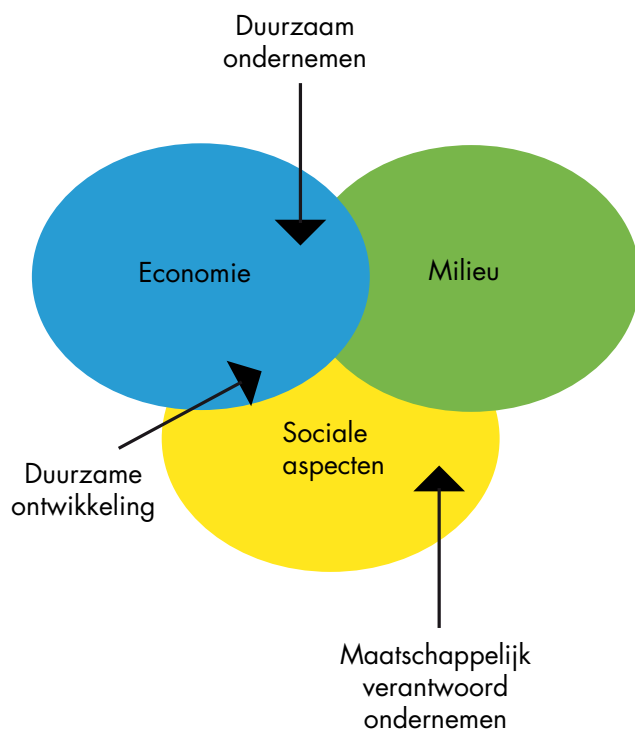 Duurzaam
ondernemen
Economie
Milieu
Sociale
aspecten
Duurzame
ontwikkeling
Maatschappelijk
verantwoord
ondernemen